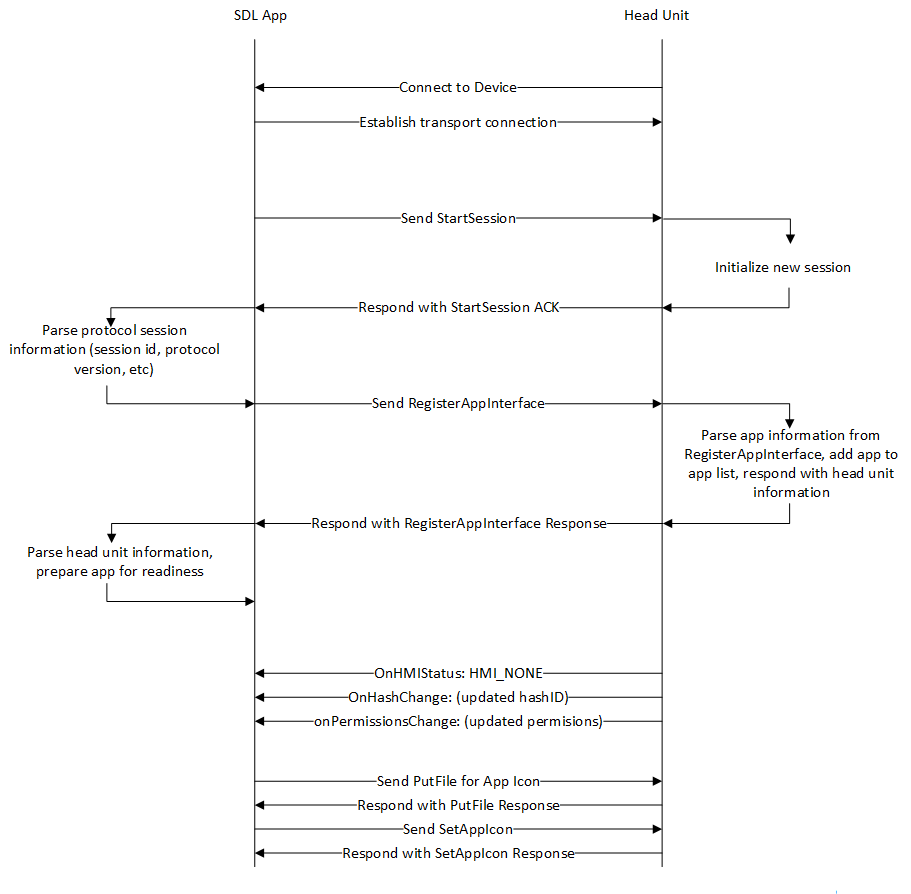 SDL App
Head Unit
Connect to Device
Establish transport connection
Send StartSession
Initialize new session
Respond with StartSession ACK
Parse protocol session
information (session id, protocol
version, etc)
Send RegisterAppInterface
Parse app information from
RegisterAppInterface, add app to
app list, respond with head unit
information
Respond with RegisterAppInterface Response
Parse head unit information,
prepare app for readiness
OnHMIStatus: HMI_NONE
OnHashChange: (updated hashID)
onPermissionsChange: (updated permisions)
Send PutFile for App Icon
Respond with PutFile Response
Send SetAppIcon
Respond with SetAppIcon Response